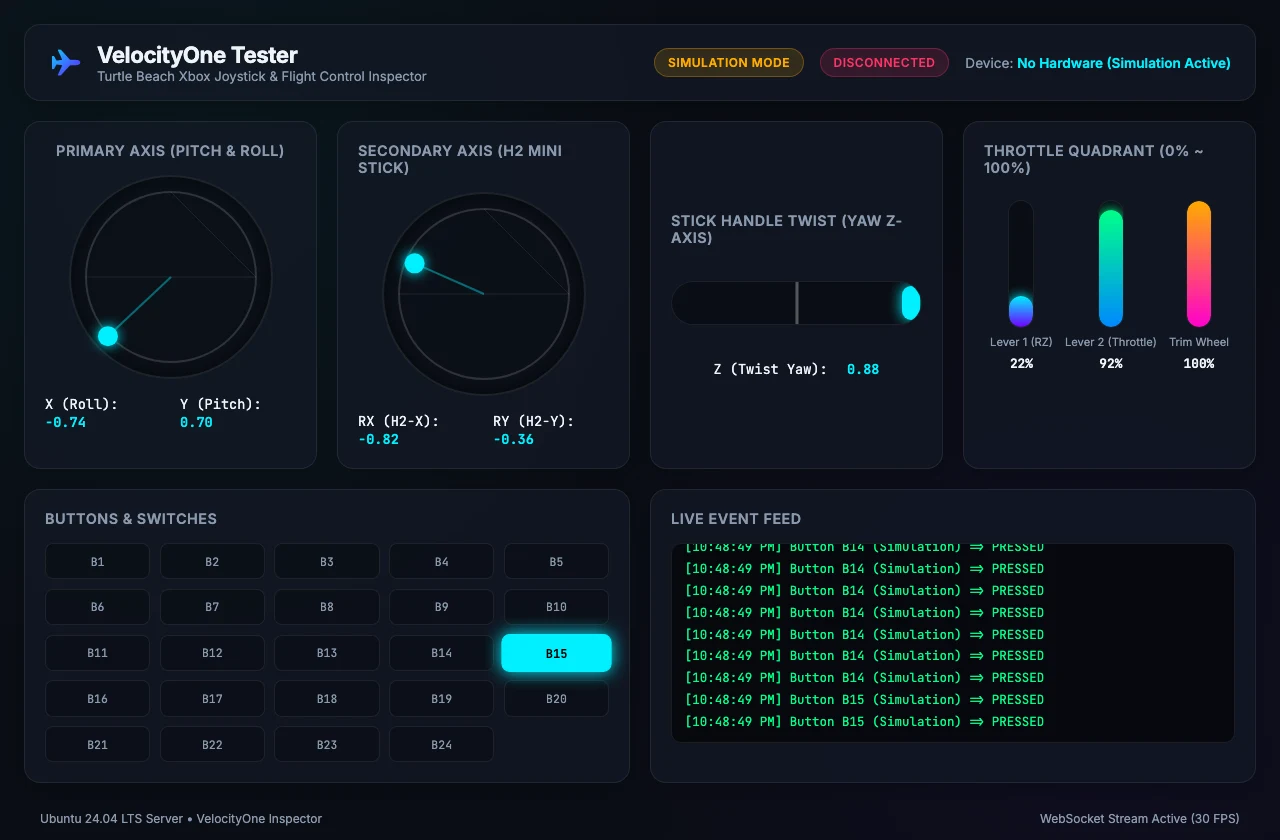 VelocityOne Tester
Turtle Beach Xbox Joystick & Flight Control Inspector
SIMULATION MODE
DISCONNECTED
Device: No Hardware (Simulation Active)
PRIMARY AXIS (PITCH & ROLL)
X (Roll):
-0.74
Y (Pitch):
0.70
SECONDARY AXIS (H2 MINI
STICK)
RX (H2-X):
-0.82
RY (H2-Y):
-0.36
STICK HANDLE TWIST (YAW Z-
AXIS)
Z (Twist Yaw): 0.88
THROTTLE QUADRANT (0% ~
100%)
Lever 1 (RZ)
22%
Lever 2 (Throttle)
92%
Trim Wheel
100%
BUTTONS & SWITCHES
B1 B2 B3 B4 B5
B6 B7 B8 B9 B10
B11 B12 B13 B14 B15
B16 B17 B18 B19 B20
B21 B22 B23 B24
LIVE EVENT FEED
[10:48:49 PM] Button B14 (Simulation) => PRESSED
[10:48:49 PM] Button B14 (Simulation) => PRESSED
[10:48:49 PM] Button B14 (Simulation) => PRESSED
[10:48:49 PM] Button B14 (Simulation) => PRESSED
[10:48:49 PM] Button B14 (Simulation) => PRESSED
[10:48:49 PM] Button B14 (Simulation) => PRESSED
[10:48:49 PM] Button B14 (Simulation) => PRESSED
[10:48:49 PM] Button B15 (Simulation) => PRESSED
[10:48:49 PM] Button B15 (Simulation) => PRESSED
Ubuntu 24.04 LTS Server • VelocityOne Inspector
WebSocket Stream Active (30 FPS)